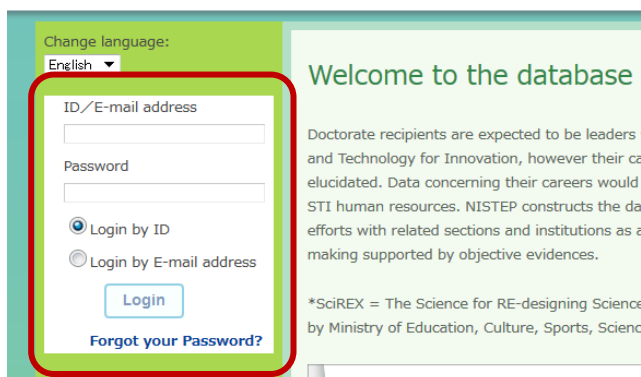 Change language:
English
ID／E-mail address
Password
Login by ID
Login by E-mail address
Login
Forgot your Password?
Welcome to the database
Doctorate recipients are expected to be leaders
and Technology for Innovation, however their
elucidated. Data concerning their careers would
STI human resources. NISTEP constructs the
efforts with related sections and institutions as
making supported by objective evidences.
*SciREX = The Science for RE-designing Science
by Ministry of Education, Culture, Sports,